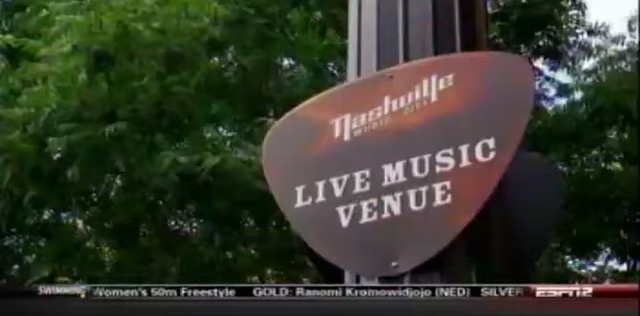 Nashville
MUSIC CITY
LIVE MUSIC
VENUE
SWIMMING Women's 50m Freestyle GOLD: Ranomi Kromowidjojo (NED) SILVER ESPN2